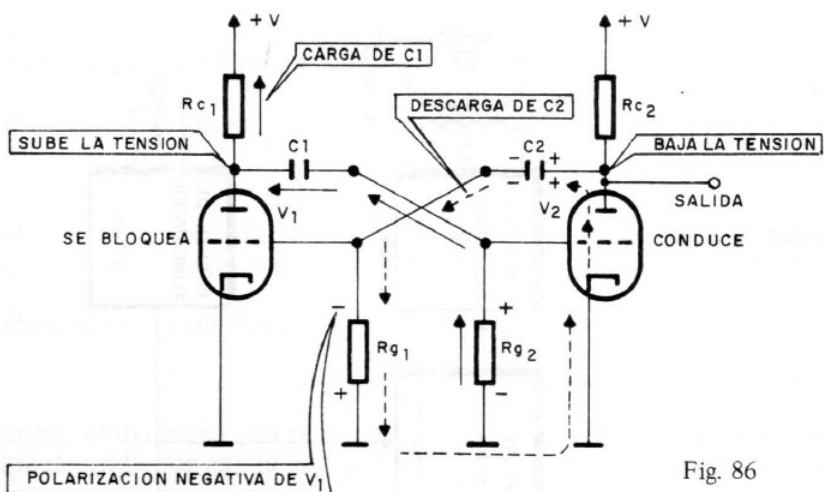 + V
+ V
CARGA DE C1
Rc1
DESCARGA DE C2
Rc2
SUBE LA TENSION
C1
C2
BAJA LA TENSION
- +
- +
V1
V2
SALIDA
SE BLOQUEA
CONDUCE
- +
Rg1
Rg2
+ -
POLARIZACION NEGATIVA DE V1
Fig. 86